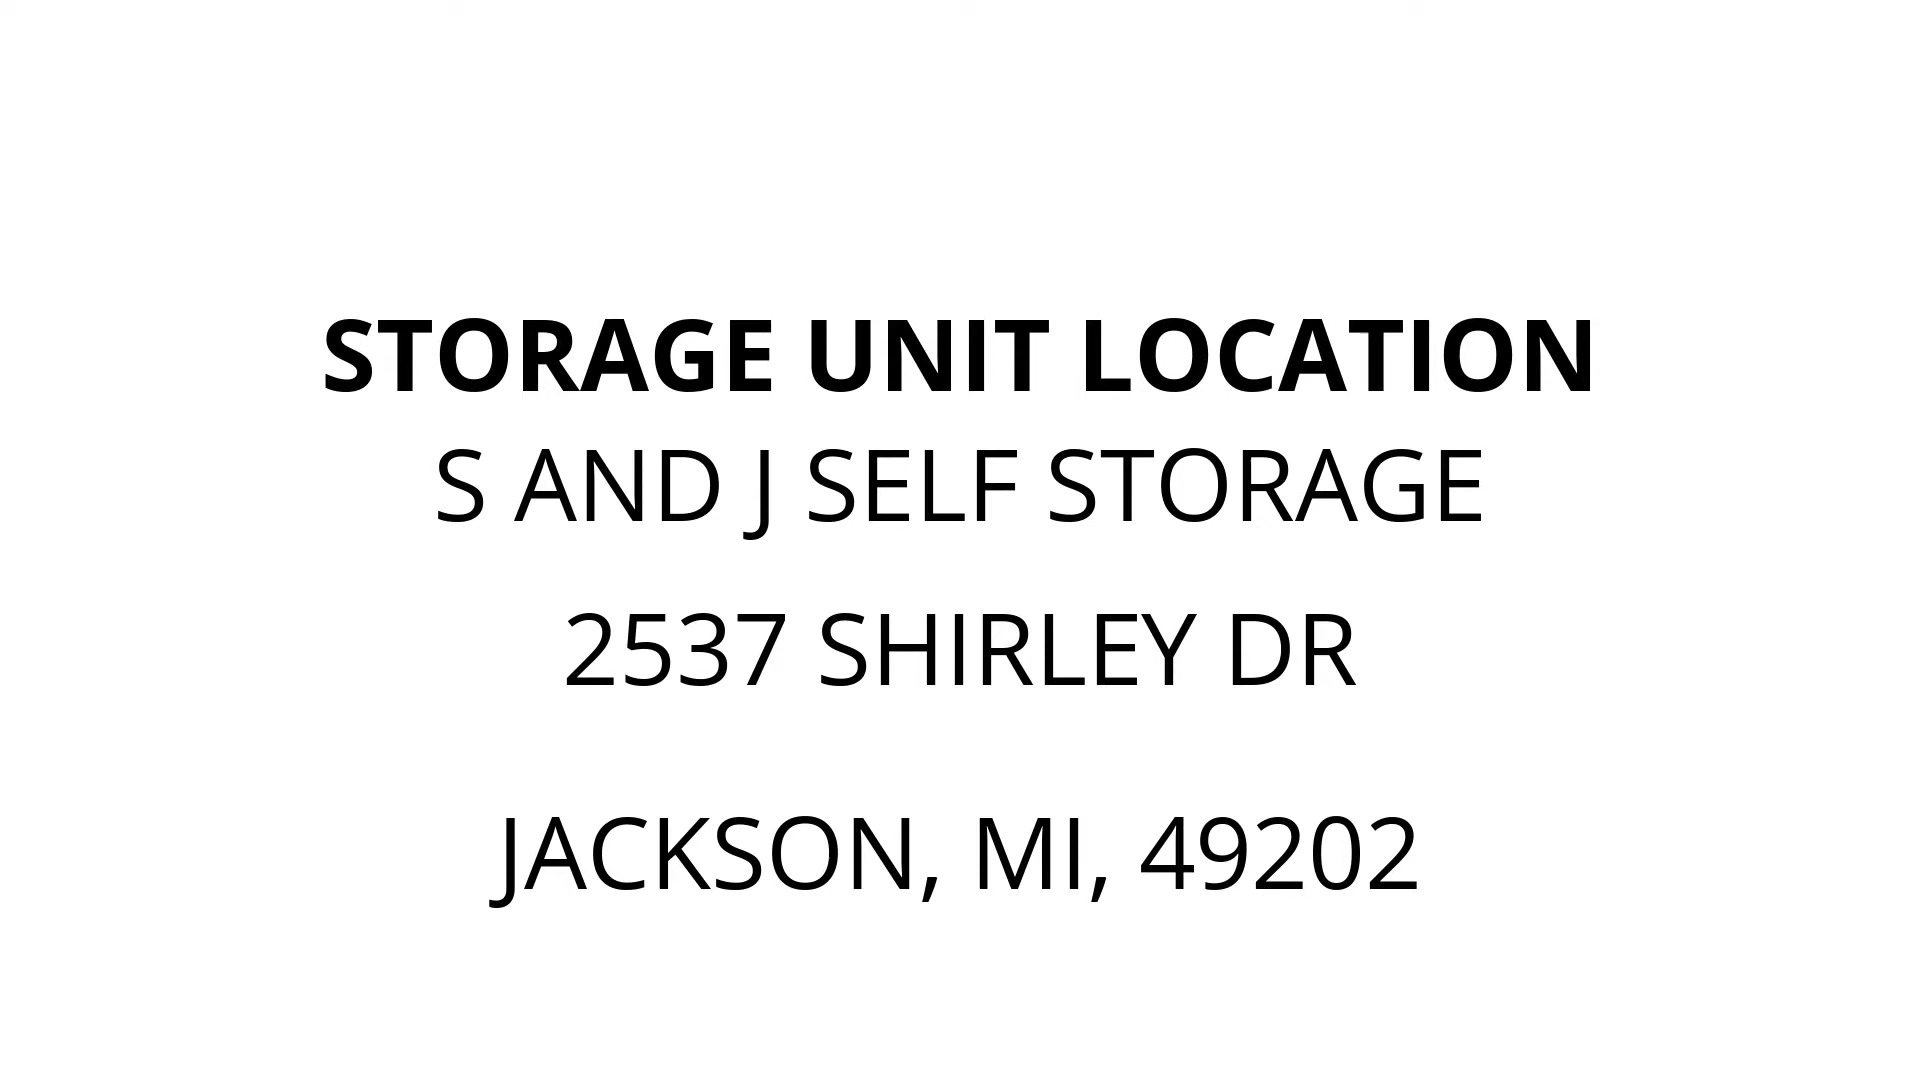 STORAGE UNIT LOCATION
S AND J SELF STORAGE
2537 SHIRLEY DR
JACKSON, MI, 49202